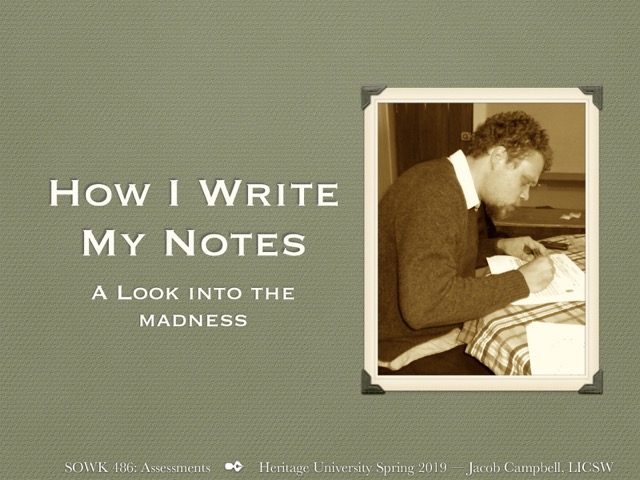 How I Write
My Notes
A Look into the
madness
SOWK 486: Assessments ✒ Heritage University Spring 2019 — Jacob Campbell, LICSW